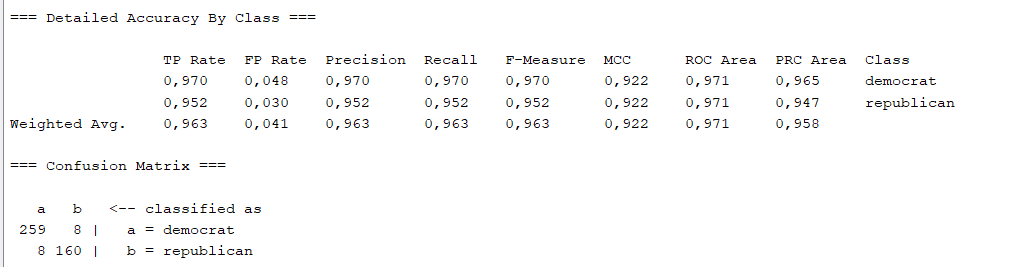 === Detailed Accuracy By Class ===
TP Rate FP Rate Precision Recall F-Measure MCC ROC Area PRC Area Class
0,970 0,048 0,970 0,970 0,970 0,922 0,971 0,965 democrat
0,952 0,030 0,952 0,952 0,952 0,922 0,971 0,947 republican
Weighted Avg. 0,963 0,041 0,963 0,963 0,963 0,922 0,971 0,958
=== Confusion Matrix ===
a b <-- classified as
259 8 | a = democrat
8 160 | b = republican